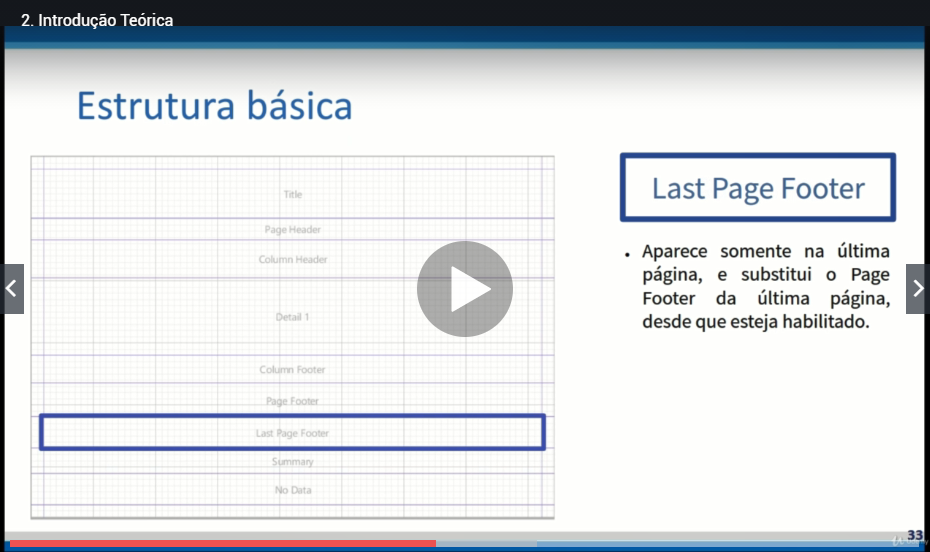 2. Introdução Teórica
Estrutura básica
Title
Page Header
Column Header
Detail 1
Column Footer
Page Footer
Last Page Footer
Summary
No Data
Last Page Footer
• Aparece somente na última
página, e substitui o Page
Footer da última página,
desde que esteja habilitado.
33